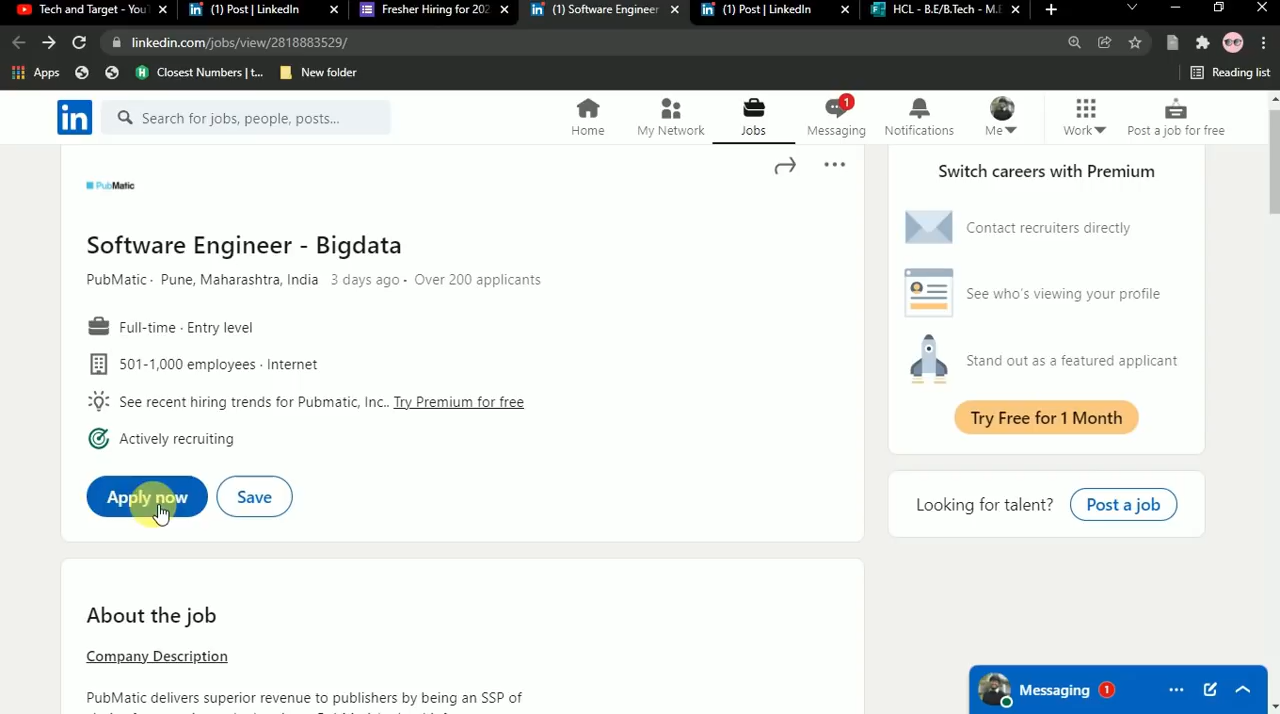 Tech and Target - YouT
(1) Post | LinkedIn
Fresher Hiring for 202
(1) Software Engineer
(1) Post | LinkedIn
HCL - B.E/B.Tech - M.E
linkedin.com/jobs/view/2818883529/
Apps
Closest Numbers | t...
New folder
Reading list
in
Search for jobs, people, posts...
Home
My Network
Jobs
1
Messaging
Notifications
Me
Work
Post a job for free
PubMatic
Software Engineer - Bigdata
PubMatic · Pune, Maharashtra, India 3 days ago · Over 200 applicants
Full-time · Entry level
501-1,000 employees · Internet
See recent hiring trends for Pubmatic, Inc.. Try Premium for free
Actively recruiting
Apply now
Save
Switch careers with Premium
Contact recruiters directly
See who's viewing your profile
Stand out as a featured applicant
Try Free for 1 Month
Looking for talent?
Post a job
About the job
Company Description
PubMatic delivers superior revenue to publishers by being an SSP of
Messaging 1